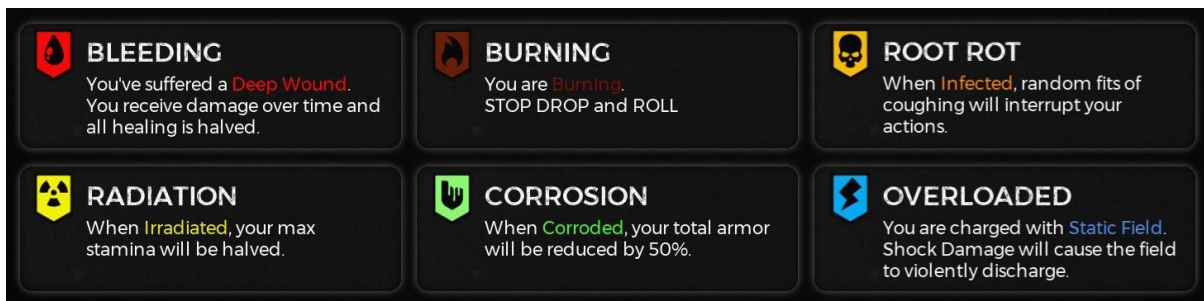 BLEEDING
You've suffered a Deep Wound.
You receive damage over time and
all healing is halved.
BURNING
You are Burning.
STOP DROP and ROLL
ROOT ROT
When Infected, random fits of
coughing will interrupt your
actions.
RADIATION
When Irradiated, your max
stamina will be halved.
CORROSION
When Corroded, your total armor
will be reduced by 50%.
OVERLOADED
You are charged with Static Field.
Shock Damage will cause the field
to violently discharge.